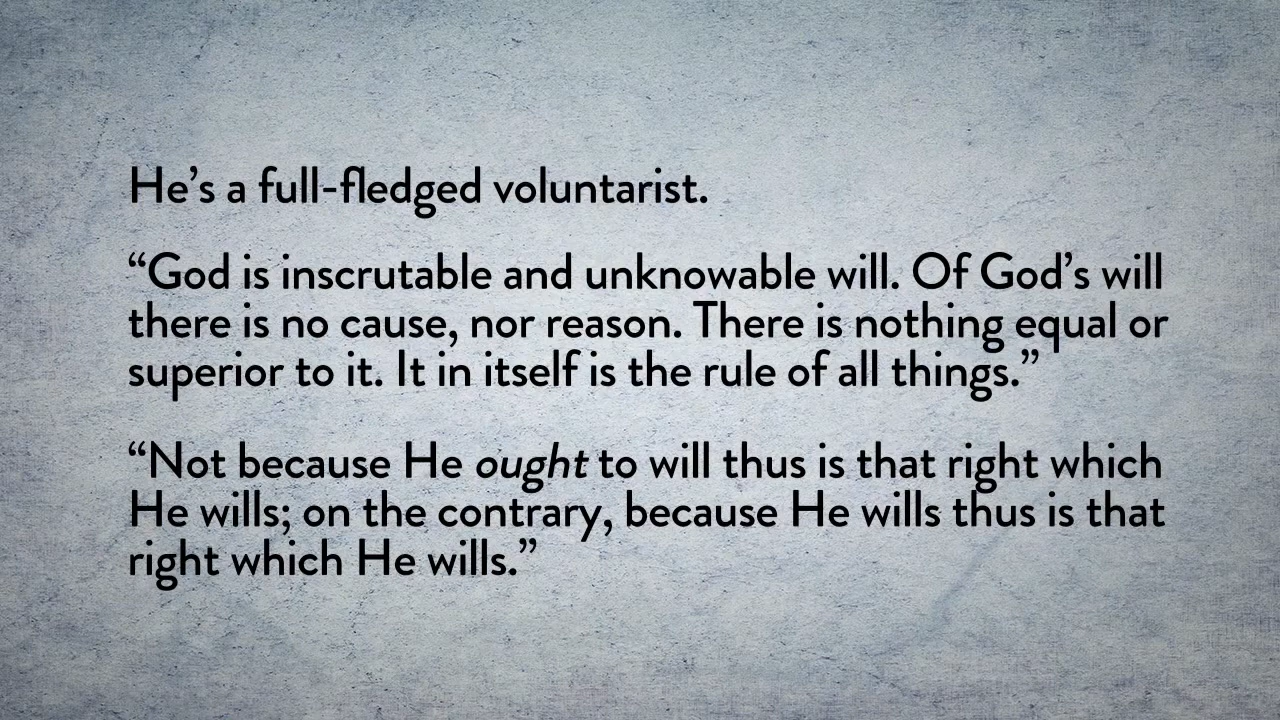 He’s a full-fledged voluntarist.
“God is inscrutable and unknowable will. Of God’s will
there is no cause, nor reason. There is nothing equal or
superior to it. It in itself is the rule of all things.”
“Not because He ought to will thus is that right which
He wills; on the contrary, because He wills thus is that
right which He wills.”